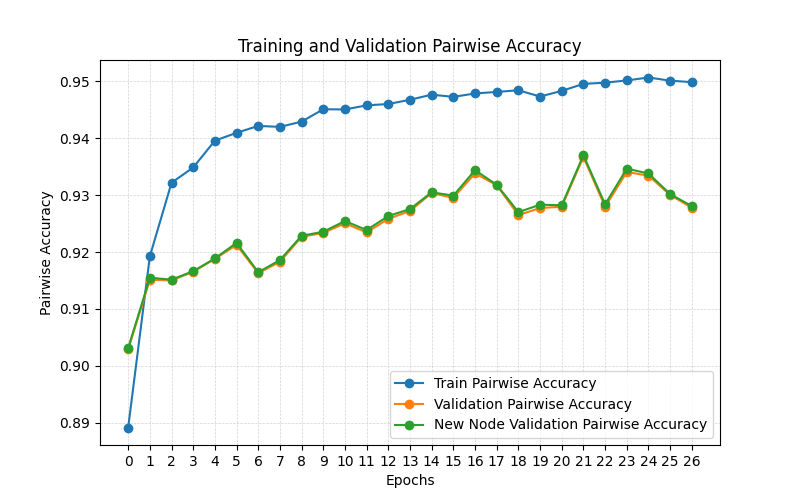 Training and Validation Pairwise Accuracy
Pairwise Accuracy
0.95
0.94
0.93
0.92
0.91
0.90
0.89
Train Pairwise Accuracy
Validation Pairwise Accuracy
New Node Validation Pairwise Accuracy
0 1 2 3 4 5 6 7 8 9 10 11 12 13 14 15 16 17 18 19 20 21 22 23 24 25 26
Epochs